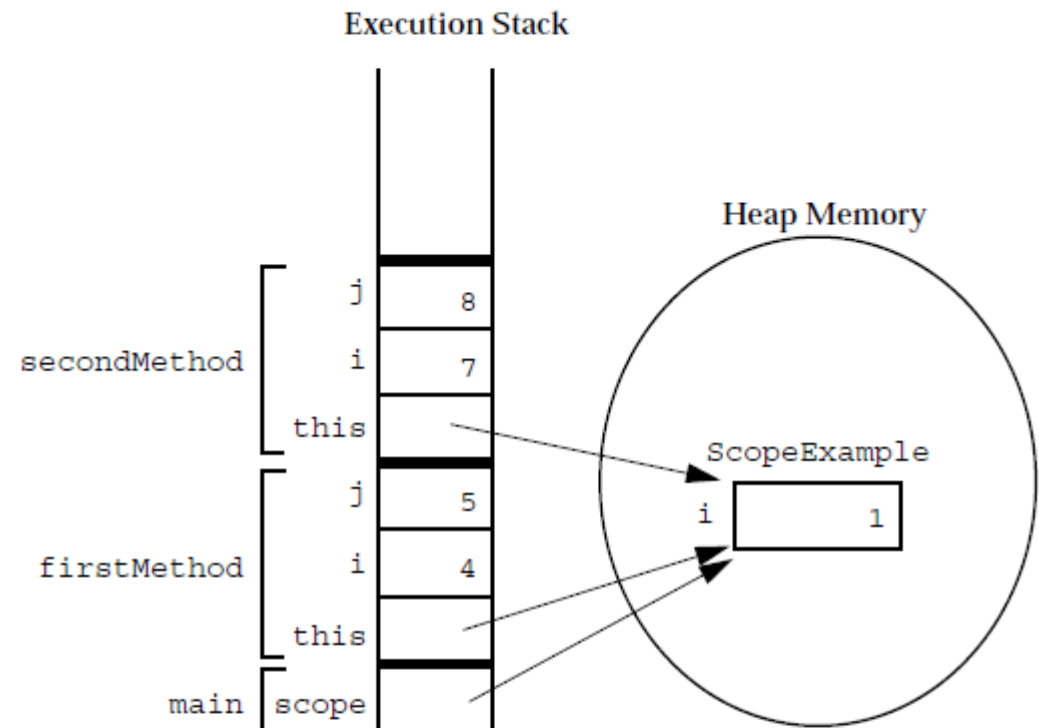 Execution Stack
Heap Memory
j 8
secondMethod i 7
this
ScopeExample
i 1
j 5
firstMethod i 4
this
main scope